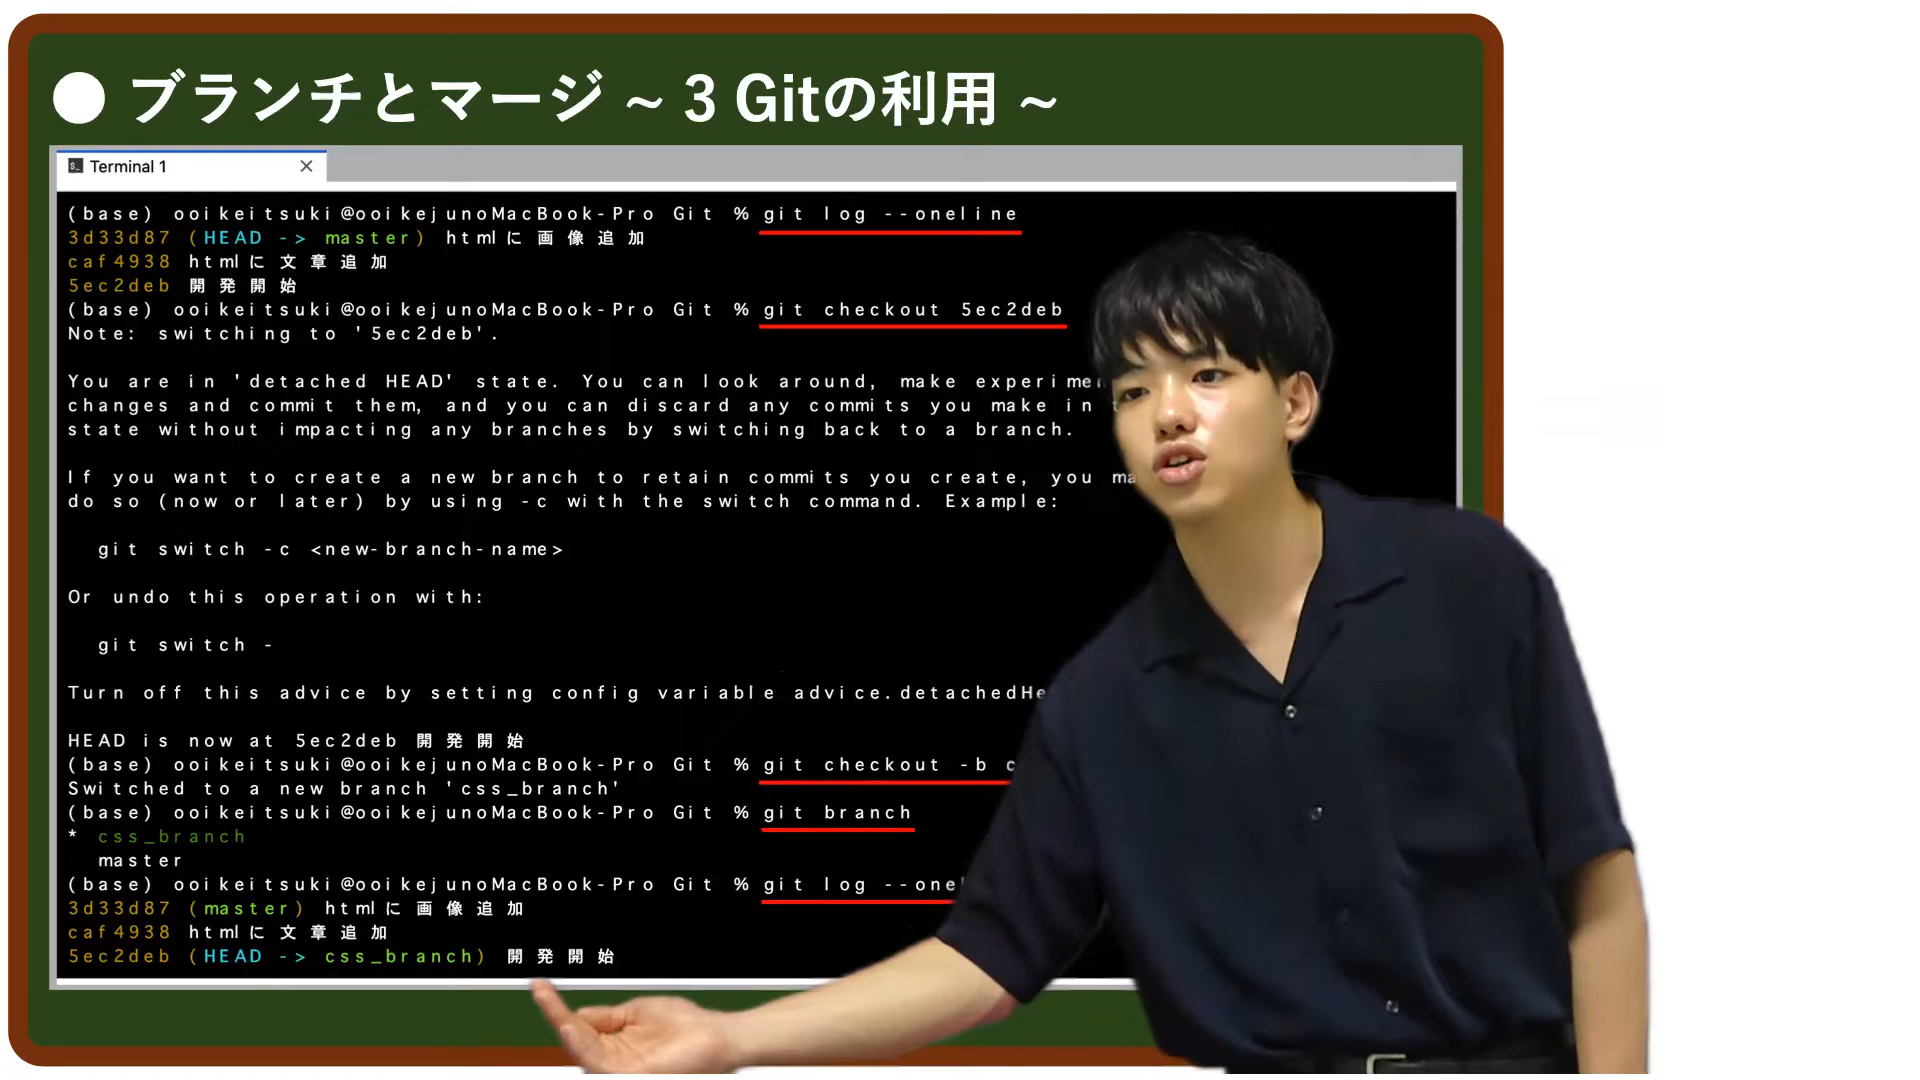 ● ブランチとマージ ~ 3 Gitの利用 ~
Terminal 1
(base) ooikeitsuki@ooikejunoMacBook-Pro Git % git log --oneline
3d33d87 (HEAD -> master) htmlに画像追加
caf4938 htmlに文章追加
5ec2deb 開発開始
(base) ooikeitsuki@ooikejunoMacBook-Pro Git % git checkout 5ec2deb
Note: switching to '5ec2deb'.
You are in 'detached HEAD' state. You can look around, make
changes and commit them, and you can discard any commits you make in
state without impacting any branches by switching back to a branch.
If you want to create a new branch to retain commits you create, you
do so (now or later) by using -c with the switch command. Example:
git switch -c <new-branch-name>
Or undo this operation with:
git switch -
Turn off this advice by setting config variable
HEAD is now at 5ec2deb 開発開始
(base) ooikeitsuki@ooikejunoMacBook-Pro Git % git checkout -b
Switched to a new branch 'css_branch'
(base) ooikeitsuki@ooikejunoMacBook-Pro Git % git branch
* css_branch
master
(base) ooikeitsuki@ooikejunoMacBook-Pro Git % git log
3d33d87 (master) htmlに画像追加
caf4938 htmlに文章追加
5ec2deb (HEAD -> css_branch) 開発開始